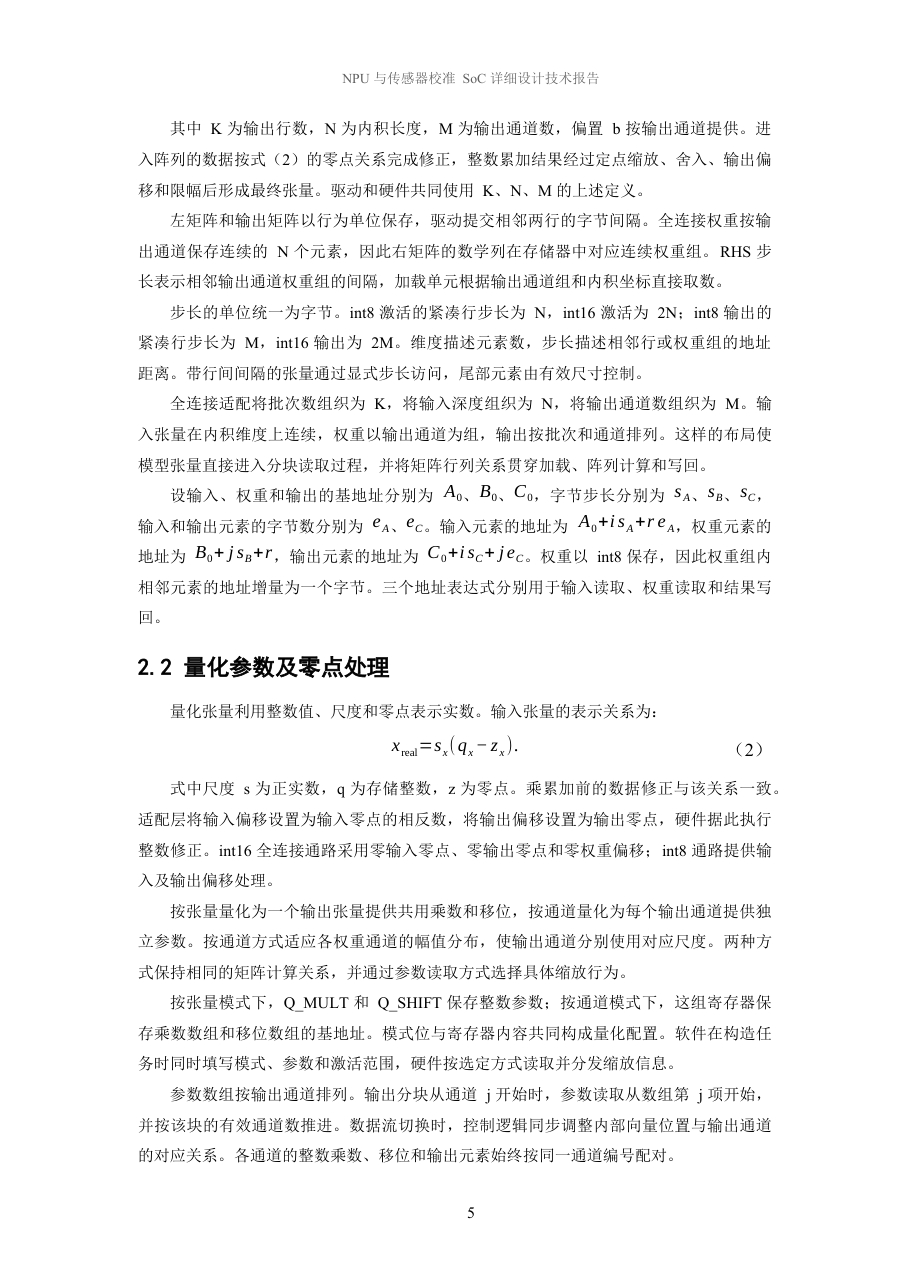 NPU 与传感器校准 SoC 详细设计技术报告
其中 K 为输出行数，N 为内积长度，M 为输出通道数，偏置 b 按输出通道提供。进
入阵列的数据按式（2）的零点关系完成修正，整数累加结果经过定点缩放、舍入、输出偏
移和限幅后形成最终张量。驱动和硬件共同使用 K、N、M 的上述定义。
左矩阵和输出矩阵以行为单位保存，驱动提交相邻两行的字节间隔。全连接权重按输
出通道保存连续的 N 个元素，因此右矩阵的数学列在存储器中对应连续权重组。RHS 步
长表示相邻输出通道权重组的间隔，加载单元根据输出通道组和内积坐标直接取数。
步长的单位统一为字节。int8 激活的紧凑行步长为 N，int16 激活为 2N；int8 输出的
紧凑行步长为 M，int16 输出为 2M。维度描述元素数，步长描述相邻行或权重组的地址
距离。带行间间隔的张量通过显式步长访问，尾部元素由有效尺寸控制。
全连接适配将批次数组织为 K，将输入深度组织为 N，将输出通道数组织为 M。输
入张量在内积维度上连续，权重以输出通道为组，输出按批次和通道排列。这样的布局使
模型张量直接进入分块读取过程，并将矩阵行列关系贯穿加载、阵列计算和写回。
设输入、权重和输出的基地址分别为 A₀、B₀、C₀，字节步长分别为 s_A、s_B、s_C，
输入和输出元素的字节数分别为 e_A、e_C。输入元素的地址为 A₀+i s_A+r e_A，权重元素的
地址为 B₀+j s_B+r，输出元素的地址为 C₀+i s_C+j e_C。权重以 int8 保存，因此权重组内
相邻元素的地址增量为一个字节。三个地址表达式分别用于输入读取、权重读取和结果写
回。
2.2 量化参数及零点处理
量化张量利用整数值、尺度和零点表示实数。输入张量的表示关系为：
x_real=s_x(q_x−z_x). （2）
式中尺度 s 为正实数，q 为存储整数，z 为零点。乘累加前的数据修正与该关系一致。
适配层将输入偏移设置为输入零点的相反数，将输出偏移设置为输出零点，硬件据此执行
整数修正。int16 全连接通路采用零输入零点、零输出零点和零权重偏移；int8 通路提供输
入及输出偏移处理。
按张量量化为一个输出张量提供共用乘数和移位，按通道量化为每个输出通道提供独
立参数。按通道方式适应各权重通道的幅值分布，使输出通道分别使用对应尺度。两种方
式保持相同的矩阵计算关系，并通过参数读取方式选择具体缩放行为。
按张量模式下，Q_MULT 和 Q_SHIFT 保存整数参数；按通道模式下，这组寄存器保
存乘数数组和移位数组的基地址。模式位与寄存器内容共同构成量化配置。软件在构造任
务时同时填写模式、参数和激活范围，硬件按选定方式读取并分发缩放信息。
参数数组按输出通道排列。输出分块从通道 j 开始时，参数读取从数组第 j 项开始，
并按该块的有效通道数推进。数据流切换时，控制逻辑同步调整内部向量位置与输出通道
的对应关系。各通道的整数乘数、移位和输出元素始终按同一通道编号配对。
5